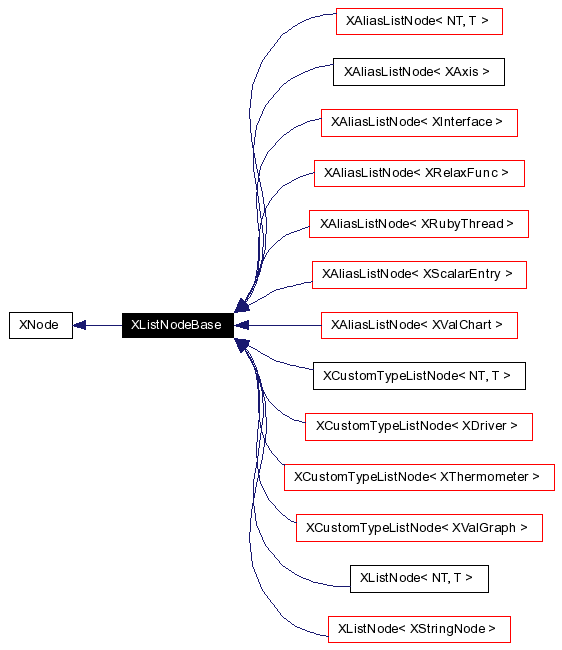 XAliasListNode< NT, T >
XAliasListNode< XAxis >
XAliasListNode< XInterface >
XAliasListNode< XRelaxFunc >
XAliasListNode< XRubyThread >
XAliasListNode< XScalarEntry >
XNode
XListNodeBase
XAliasListNode< XValChart >
XCustomTypeListNode< NT, T >
XCustomTypeListNode< XDriver >
XCustomTypeListNode< XThermometer >
XCustomTypeListNode< XValGraph >
XListNode< NT, T >
XListNode< XStringNode >